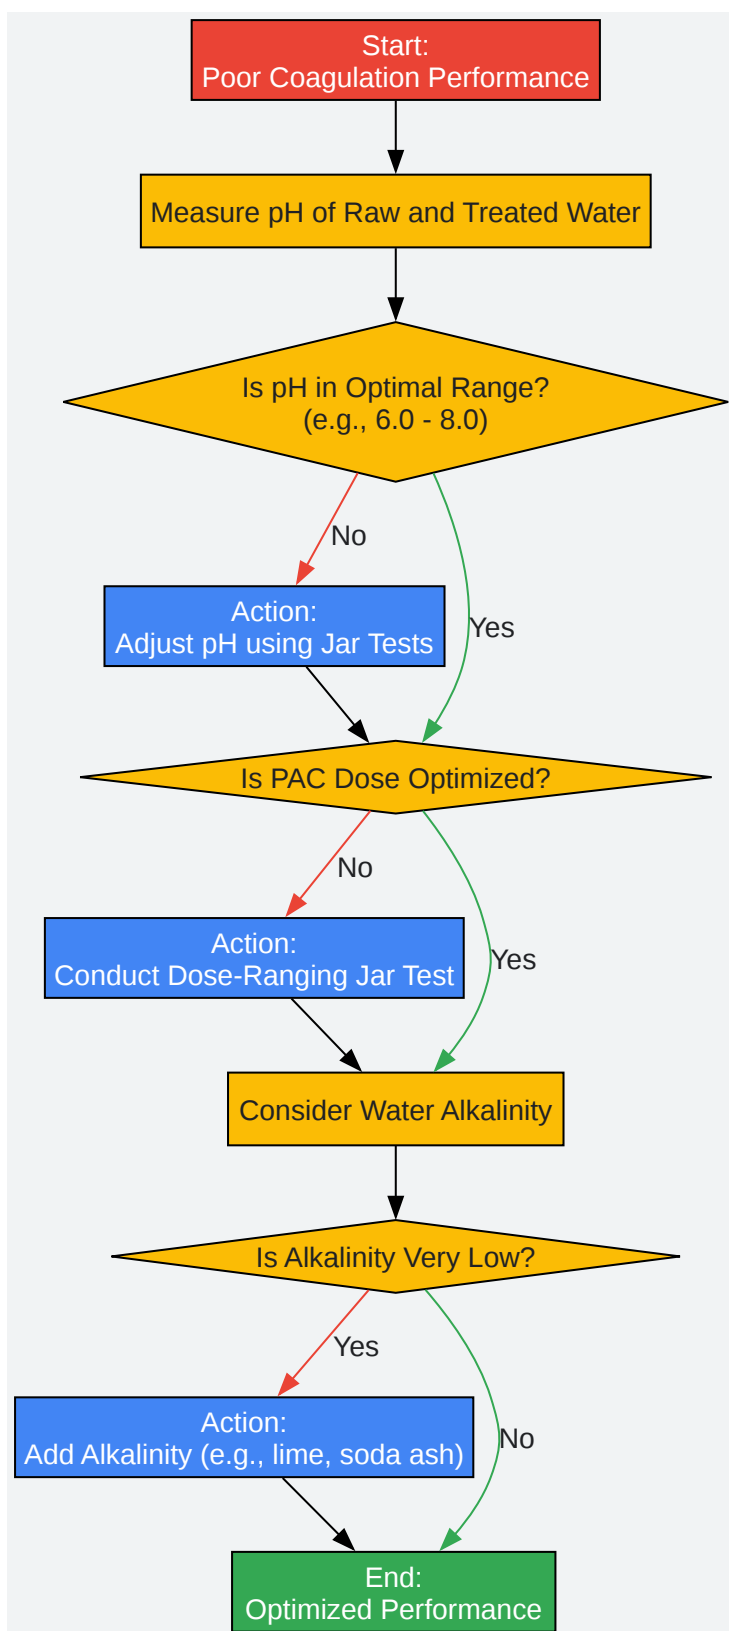 Start:
Poor Coagulation Performance
Measure pH of Raw and Treated Water
Is pH in Optimal Range?
(e.g., 6.0 - 8.0)
No
Action:
Adjust pH using Jar Tests
Yes
Is PAC Dose Optimized?
No
Action:
Conduct Dose-Ranging Jar Test
Yes
Consider Water Alkalinity
Is Alkalinity Very Low?
Yes
Action:
Add Alkalinity (e.g., lime, soda ash)
No
End:
Optimized Performance